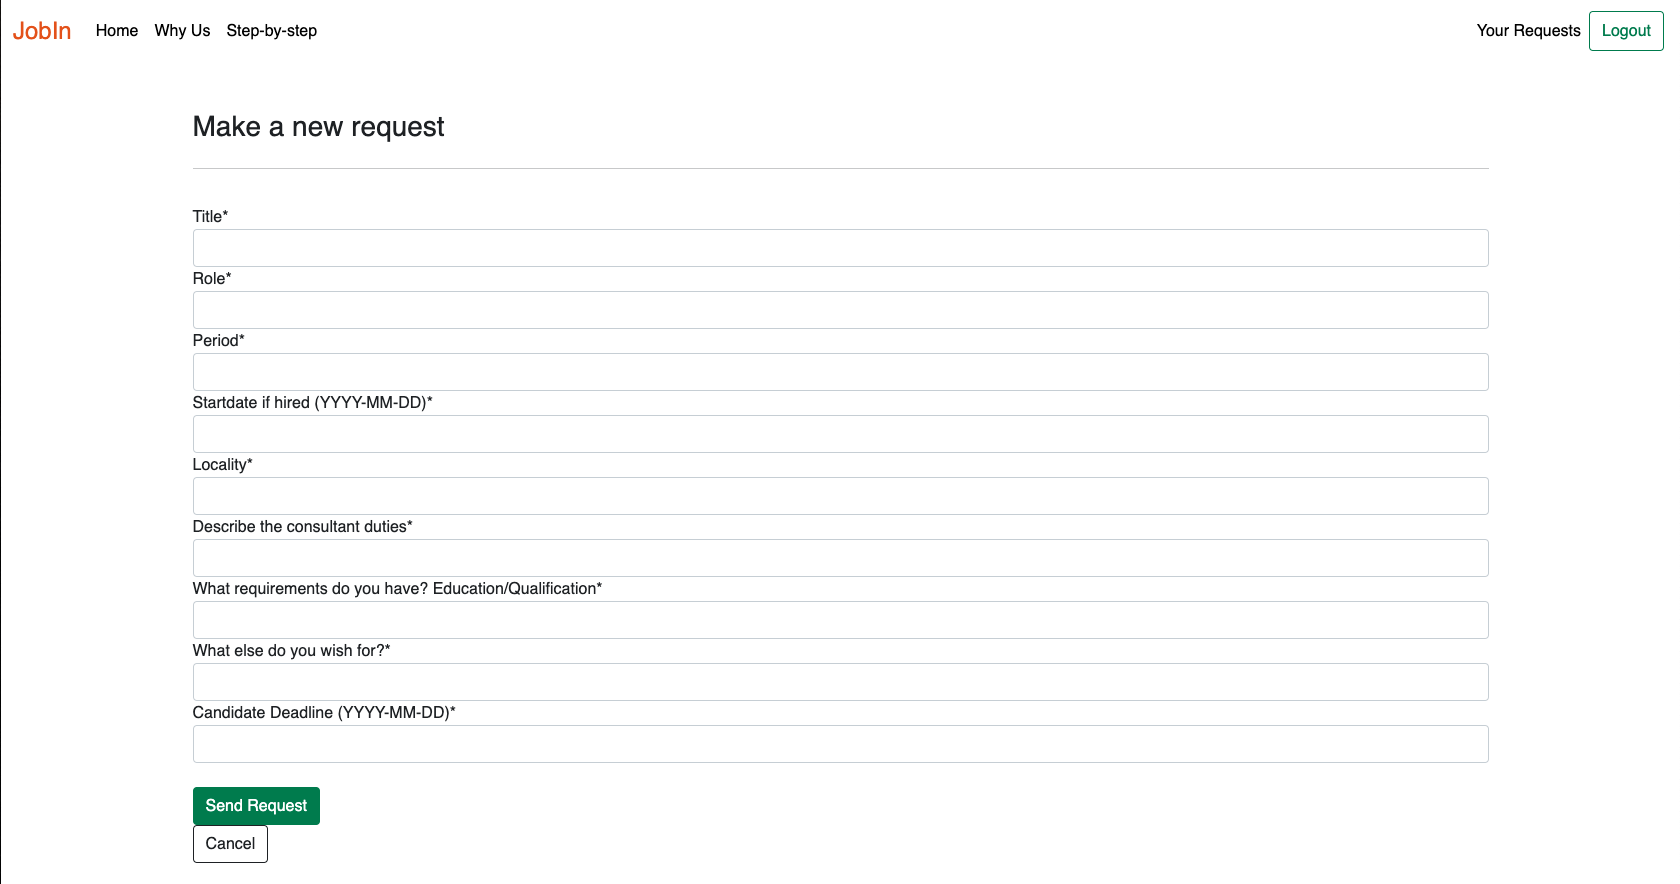 JobIn Home Why Us Step-by-step Your Requests Logout
Make a new request
Title*
Role*
Period*
Startdate if hired (YYYY-MM-DD)*
Locality*
Describe the consultant duties*
What requirements do you have? Education/Qualification*
What else do you wish for?*
Candidate Deadline (YYYY-MM-DD)*
Send Request
Cancel